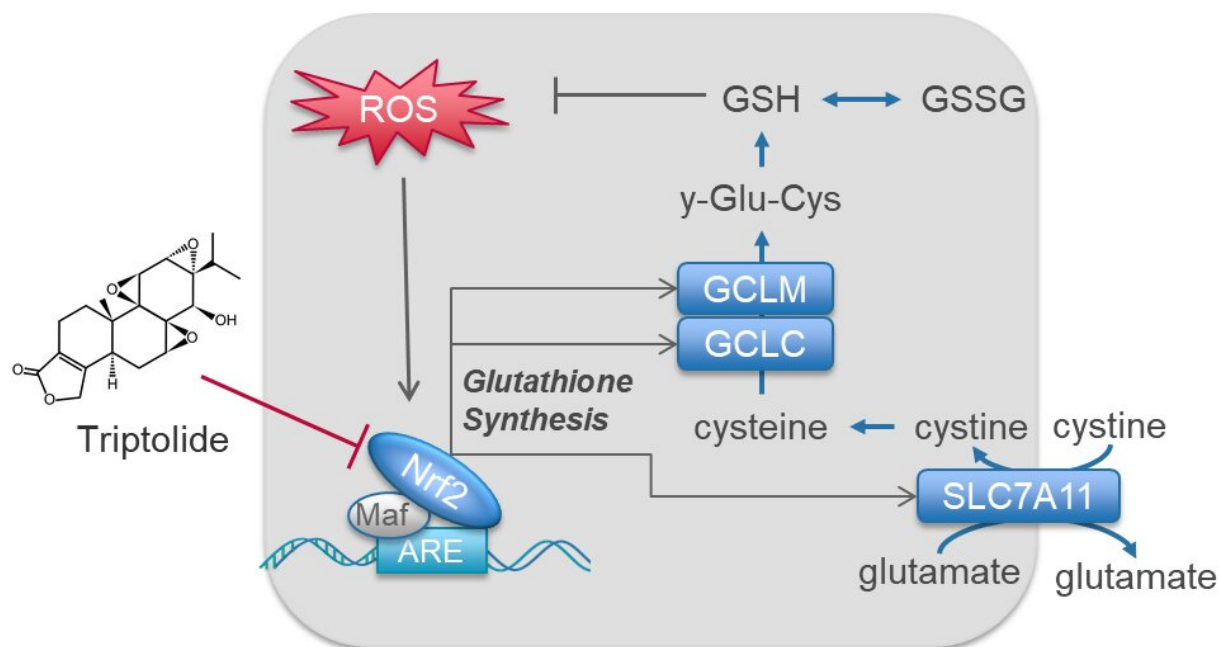 ROS
GSH
GSSG
y-Glu-Cys
GCLM
GCLC
Glutathione
Synthesis
cysteine
cystine
cystine
SLC7A11
glutamate
glutamate
O
O
OH
O
O
O
H
Triptolide
Nrf2
Maf
ARE